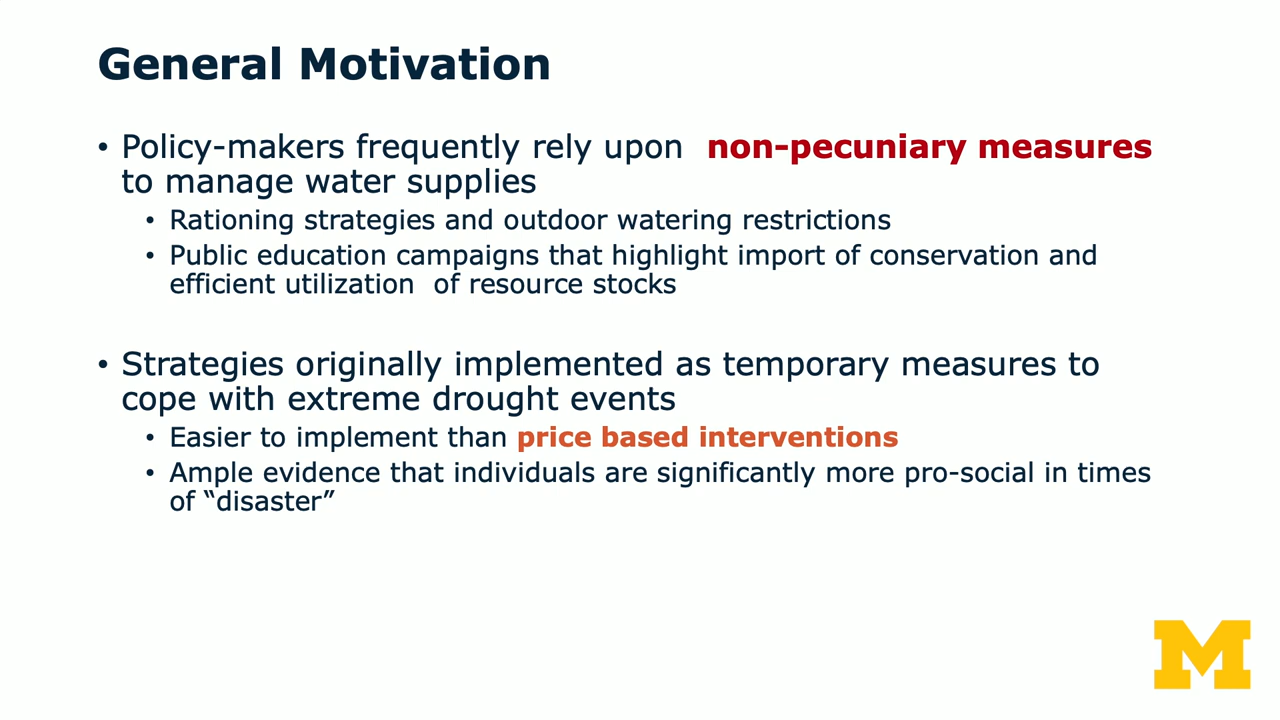 General Motivation
• Policy-makers frequently rely upon non-pecuniary measures
to manage water supplies
• Rationing strategies and outdoor watering restrictions
• Public education campaigns that highlight import of conservation and
efficient utilization of resource stocks
• Strategies originally implemented as temporary measures to
cope with extreme drought events
• Easier to implement than price based interventions
• Ample evidence that individuals are significantly more pro-social in times
of “disaster”
M